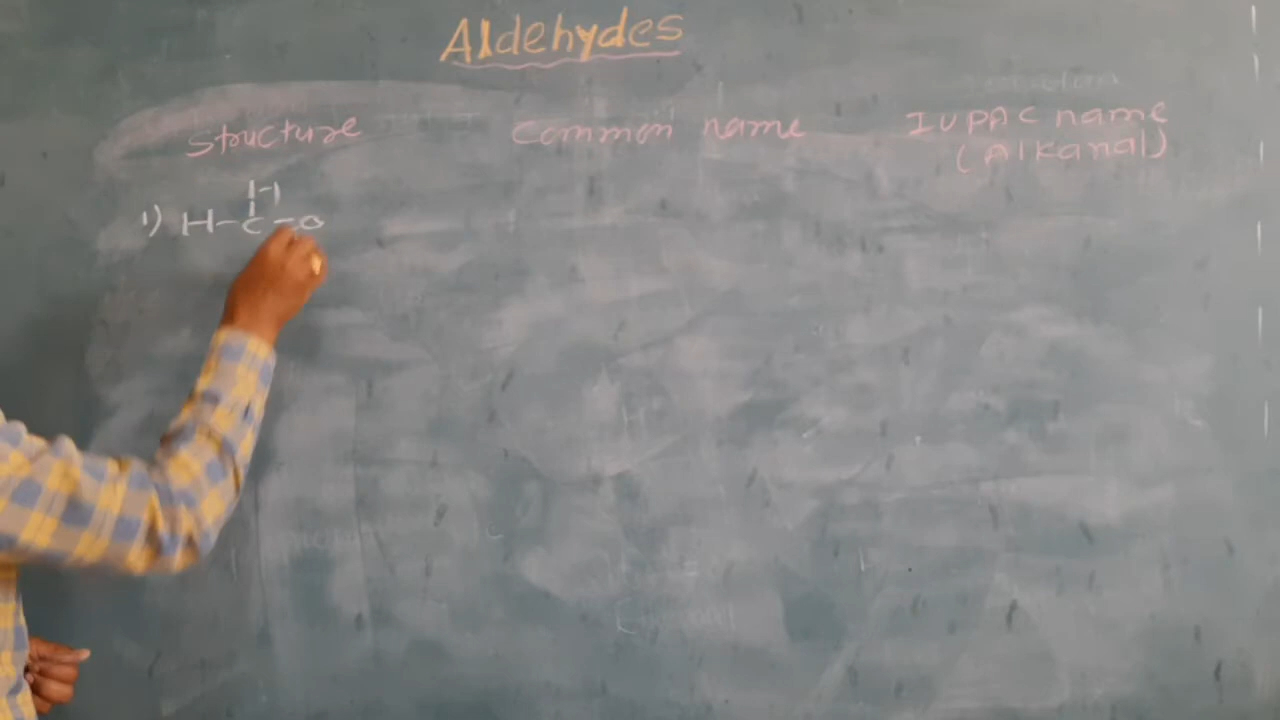 Aldehydes
Structure Common name IUPAC name
(Alkanal)
H
1) H-C-O